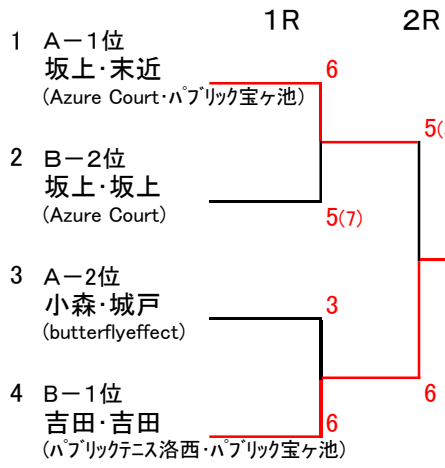 1R 2R
1 A－1位
坂上・末近
(Azure Court・パブリック宝ヶ池)
6
5(
2 B－2位
坂上・坂上
(Azure Court)
5(7)
3 A－2位
小森・城戸
(butterflyeffect)
3
4 B－1位
吉田・吉田
(パブリックテニス洛西・パブリック宝ヶ池)
6
6